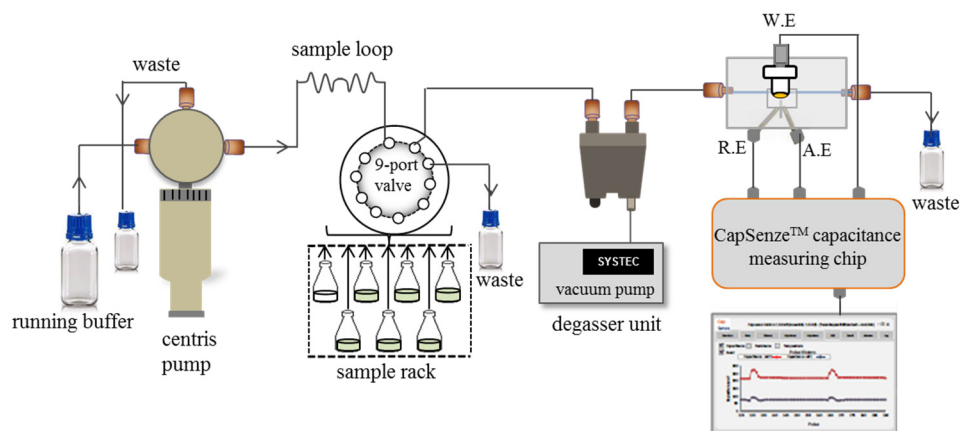 W.E
sample loop
waste
9-port
valve
R.E
A.E
waste
CapSenze™ capacitance
measuring chip
SYSTEC
vacuum pump
waste
running buffer
degasser unit
centris
pump
sample rack